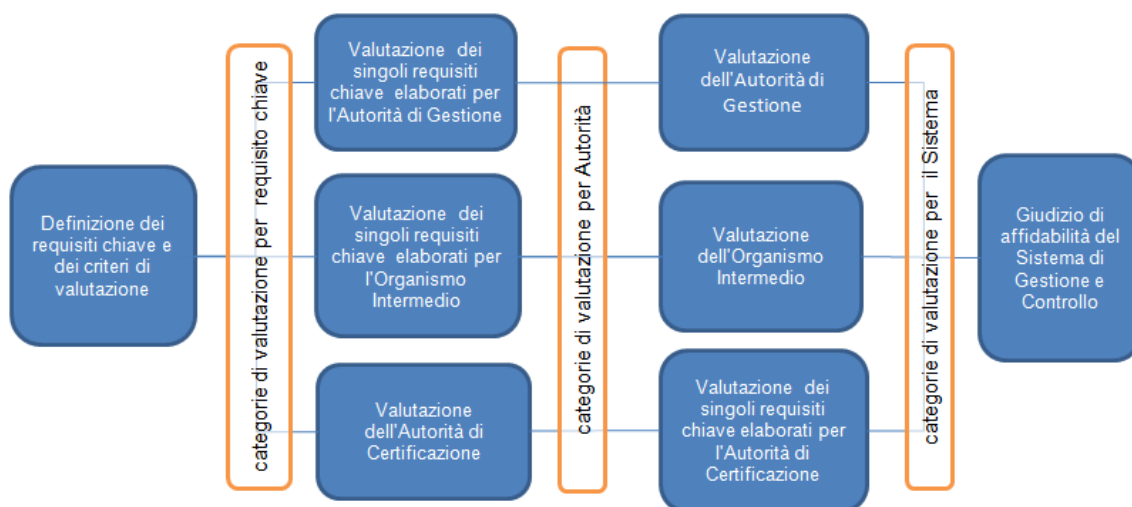 Definizione dei
requisiti chiave e
dei criteri di
valutazione
categorie di valutazione per requisito chiave
Valutazione dei
singoli requisiti
chiave elaborati per
l'Autorità di Gestione
Valutazione dei
singoli requisiti
chiave elaborati per
l'Organismo
Intermedio
Valutazione
dell'Autorità di
Certificazione
categorie di valutazione per Autorità
Valutazione
dell'Autorità di
Gestione
Valutazione
dell'Organismo
Intermedio
Valutazione dei
singoli requisiti
chiave elaborati per
l'Autorità di
Certificazione
categorie di valutazione per il Sistema
Giudizio di
affidabilità del
Sistema di
Gestione e
Controllo